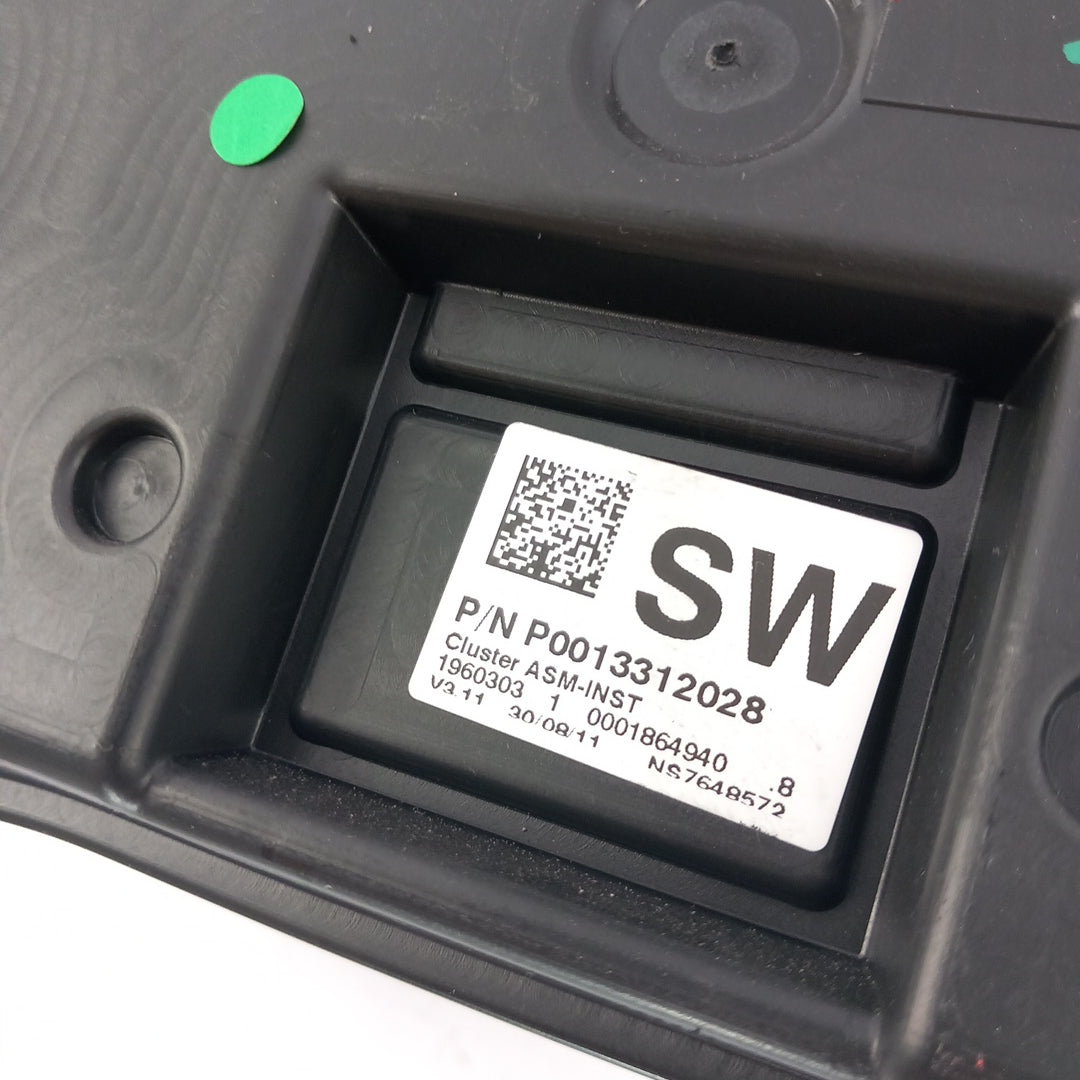 SW
P/N P0013312028
Cluster ASM-INST
1960303 1 0001864940 .8
V3.11 30/08/11 NS7648572